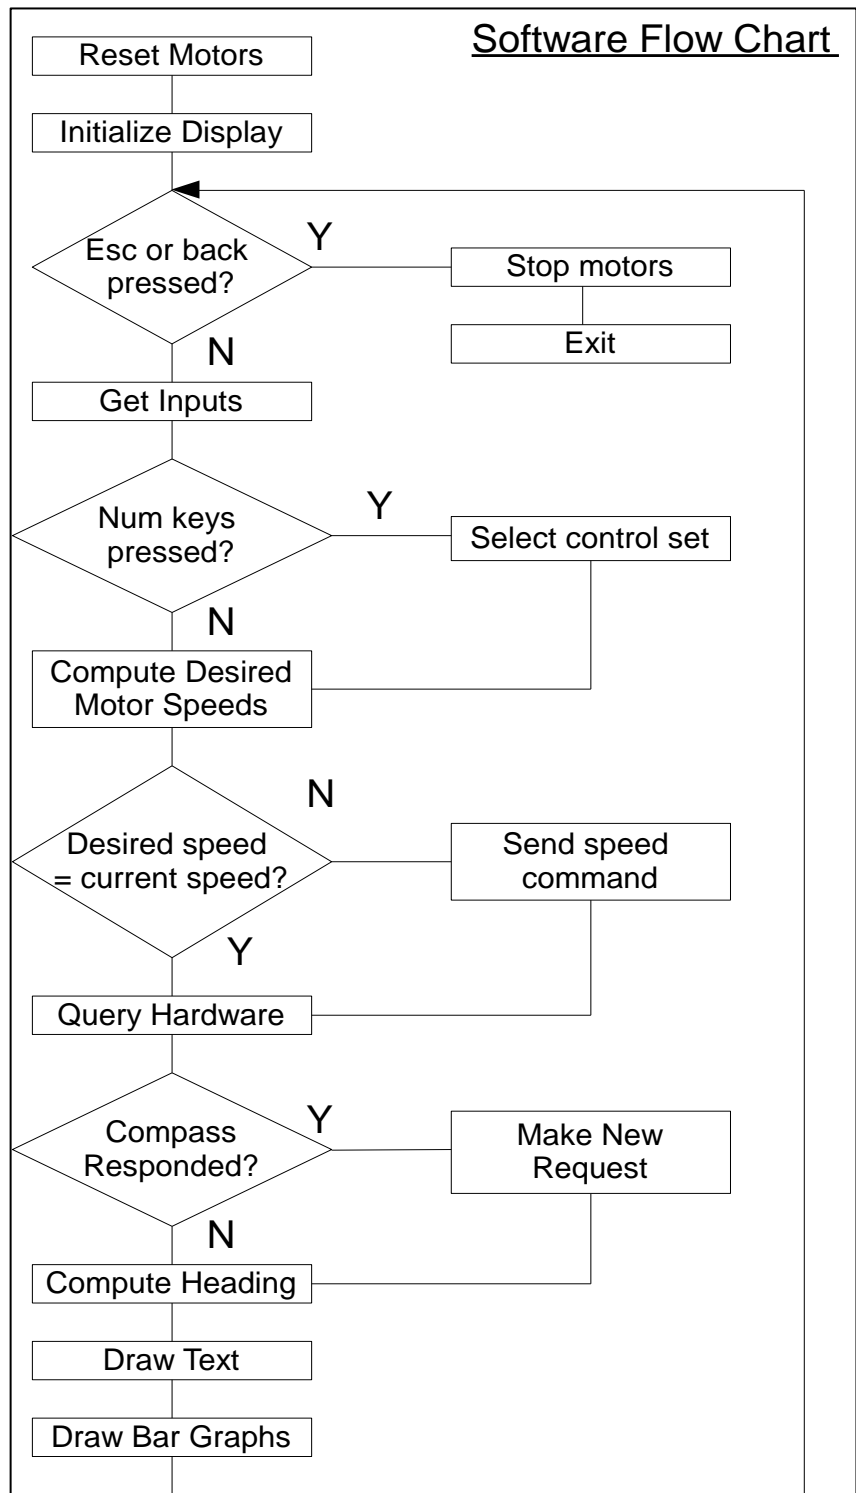 Software Flow Chart
Reset Motors
Initialize Display
Esc or back
pressed?
Y
Stop motors
Exit
N
Get Inputs
Num keys
pressed?
Y
Select control set
N
Compute Desired
Motor Speeds
Desired speed
= current speed?
N
Send speed
command
Y
Query Hardware
Compass
Responded?
Y
Make New
Request
N
Compute Heading
Draw Text
Draw Bar Graphs